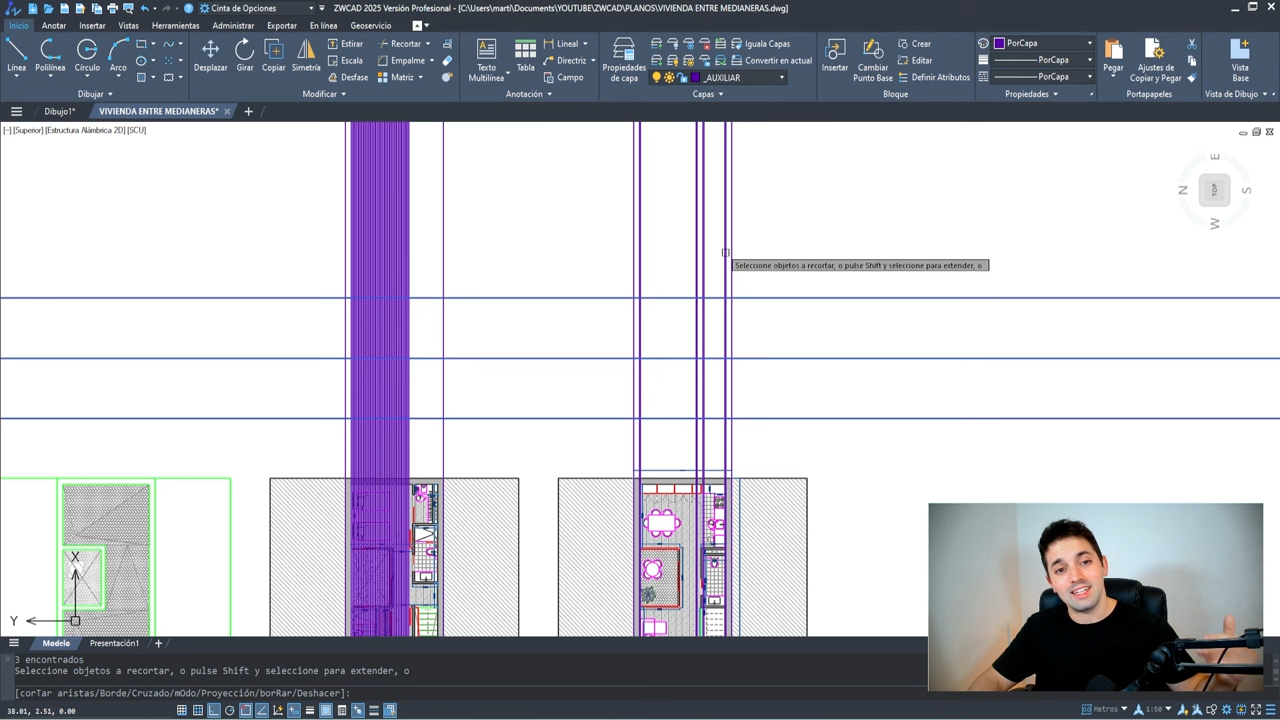 Cinta de Opciones
ZWCAD 2025 Versión Profesional - [C:\Users\marti\Documents\YOUTUBE\ZWCAD\PLANOS\VIVIENDA ENTRE MEDIANERAS.dwg]
Inicio Anotar Insertar Vistas Herramientas Administrar Exportar En línea Geoservicio
Línea Polilínea Círculo Arco
Dibujar
Desplazar Girar Copiar Simetría
Estirar Recortar
Escala Empalme
Desfase Matriz
Modificar
Texto Multilínea Tabla
Lineal
Directriz
Campo
Anotación
Propiedades de capa
Iguala Capas
Convertir en actual
_AUXILIAR
Capas
Insertar Cambiar Punto Base
Crear
Editar
Definir Atributos
Bloque
PorCapa
PorCapa
PorCapa
Propiedades
Pegar Ajustes de Copiar y Pegar
Portapapeles
Vista Base
Vista de Dibujo
Dibujo1* VIVIENDA ENTRE MEDIANERAS*
[−] [Superior] [Estructura Alámbrica 2D] [SCU]
E
N TOP S
W
Seleccione objetos a recortar, o pulse Shift y seleccione para extender, o
X
Y
Modelo Presentación1
3 encontrados
Seleccione objetos a recortar, o pulse Shift y seleccione para extender, o
[corTar aristas/Borde/Cruzado/mOdo/Proyección/borRar/Deshacer]:
38.01, 2.51, 0.00
Metros 1:50